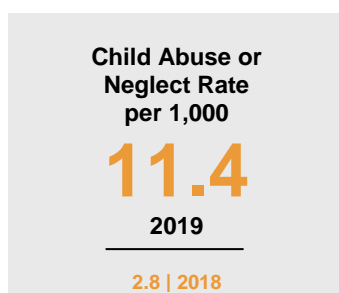 Child Abuse or
Neglect Rate
per 1,000
11.4
2019
2.8 | 2018